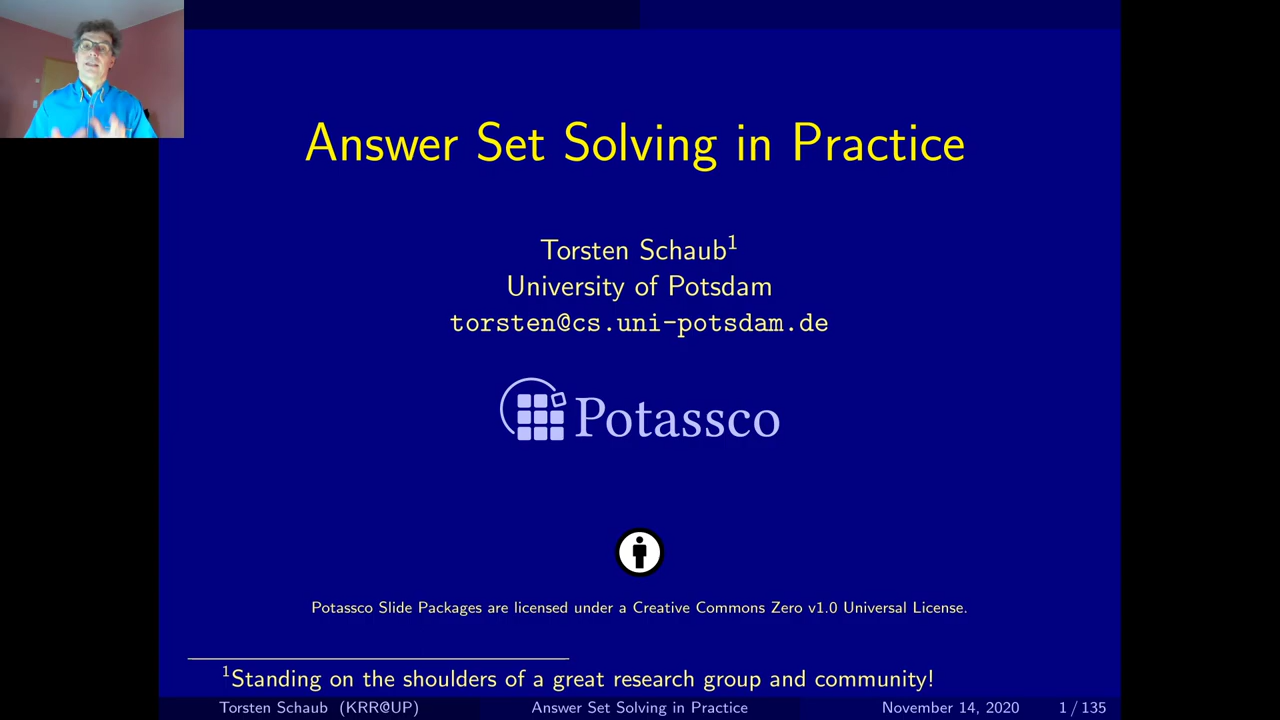 Answer Set Solving in Practice
Torsten Schaub¹
University of Potsdam
torsten@cs.uni-potsdam.de
Potassco
Potassco Slide Packages are licensed under a Creative Commons Zero v1.0 Universal License.
¹Standing on the shoulders of a great research group and community!
Torsten Schaub (KRR@UP) Answer Set Solving in Practice November 14, 2020 1 / 135